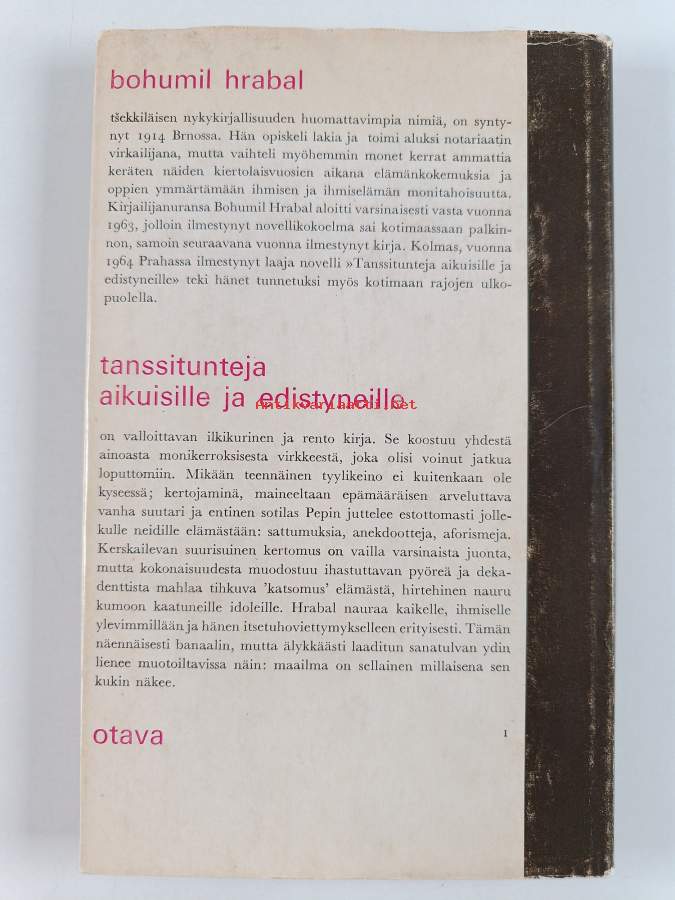 bohumil hrabal
tšekkiläisen nykykirjallisuuden huomattavimpia nimiä, on synty-
nyt 1914 Brnossa. Hän opiskeli lakia ja toimi aluksi notariaatin
virkailijana, mutta vaihteli myöhemmin monet kerrat ammattia
keräten näiden kiertolaisvuosien aikana elämänkokemuksia ja
oppien ymmärtämään ihmisen ja ihmiselämän monitahoisuutta.
Kirjailijanuransa Bohumil Hrabal aloitti varsinaisesti vasta vuonna
1963, jolloin ilmestynyt novellikokoelma sai kotimaassaan palkin-
non, samoin seuraavana vuonna ilmestynyt kirja. Kolmas, vuonna
1964 Prahassa ilmestynyt laaja novelli »Tanssitunteja aikuisille ja
edistyneille» teki hänet tunnetuksi myös kotimaan rajojen ulko-
puolella.
tanssitunteja
aikuisille ja edistyneille
Antikvariaatti.net
on valloittavan ilkikurinen ja rento kirja. Se koostuu yhdestä
ainoasta monikerroksisesta virkkeestä, joka olisi voinut jatkua
loputtomiin. Mikään teennäinen tyylikeino ei kuitenkaan ole
kyseessä; kertojaminä, maineeltaan epämääräisen arveluttava
vanha suutari ja entinen sotilas Pepin juttelee estottomasti jolle-
kulle neidille elämästään: sattumuksia, anekdootteja, aforismeja.
Kerskailevan suurisuinen kertomus on vailla varsinaista juonta,
mutta kokonaisuudesta muodostuu ihastuttavan pyöreä ja deka-
denttista mahlaa tihkuva 'katsomus' elämästä, hirtehinen nauru
kumoon kaatuneille idoleille. Hrabal nauraa kaikelle, ihmiselle
ylevimmillään ja hänen itsetuhoviettymykselleen erityisesti. Tämän
näennäisesti banaalin, mutta älykkäästi laaditun sanatulvan ydin
lienee muotoiltavissa näin: maailma on sellainen millaisena sen
kukin näkee.
otava
1